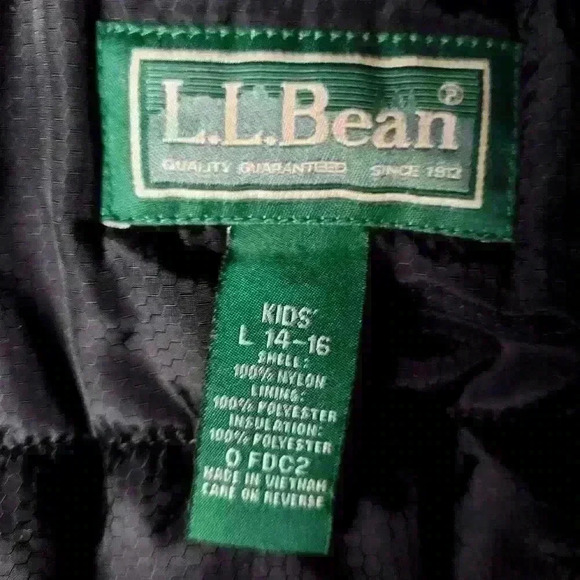 L.L.Bean®
QUALITY GUARANTEED SINCE 1912
KIDS'
L 14-16
SHELL:
100% NYLON
LINING:
100% POLYESTER
INSULATION:
100% POLYESTER
0 FDC2
MADE IN VIETNAM
CARE ON REVERSE